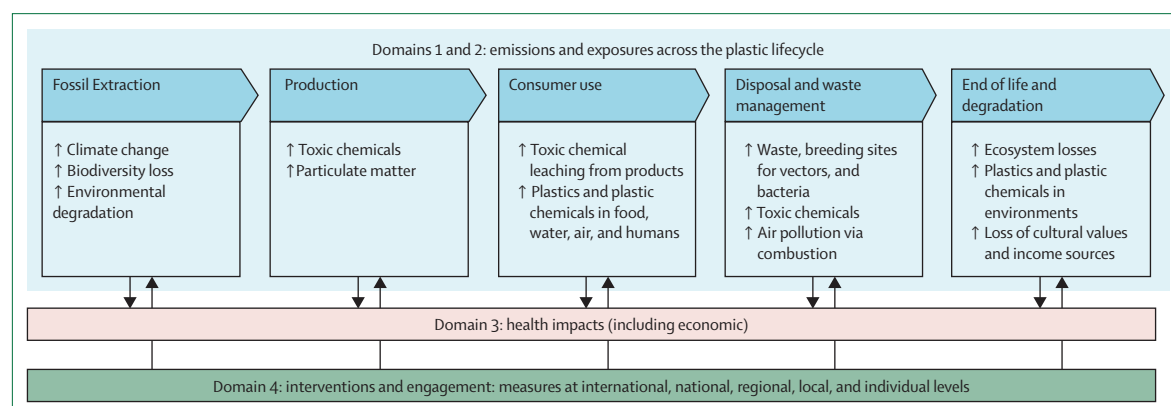 Domains 1 and 2: emissions and exposures across the plastic lifecycle
Fossil Extraction
↑ Climate change
↑ Biodiversity loss
↑ Environmental
degradation
Production
↑ Toxic chemicals
↑Particulate matter
Consumer use
↑ Toxic chemical
leaching from products
↑ Plastics and plastic
chemicals in food,
water, air, and humans
Disposal and waste
management
↑ Waste, breeding sites
for vectors, and
bacteria
↑ Toxic chemicals
↑ Air pollution via
combustion
End of life and
degradation
↑ Ecosystem losses
↑ Plastics and plastic
chemicals in
environments
↑ Loss of cultural values
and income sources
Domain 3: health impacts (including economic)
Domain 4: interventions and engagement: measures at international, national, regional, local, and individual levels